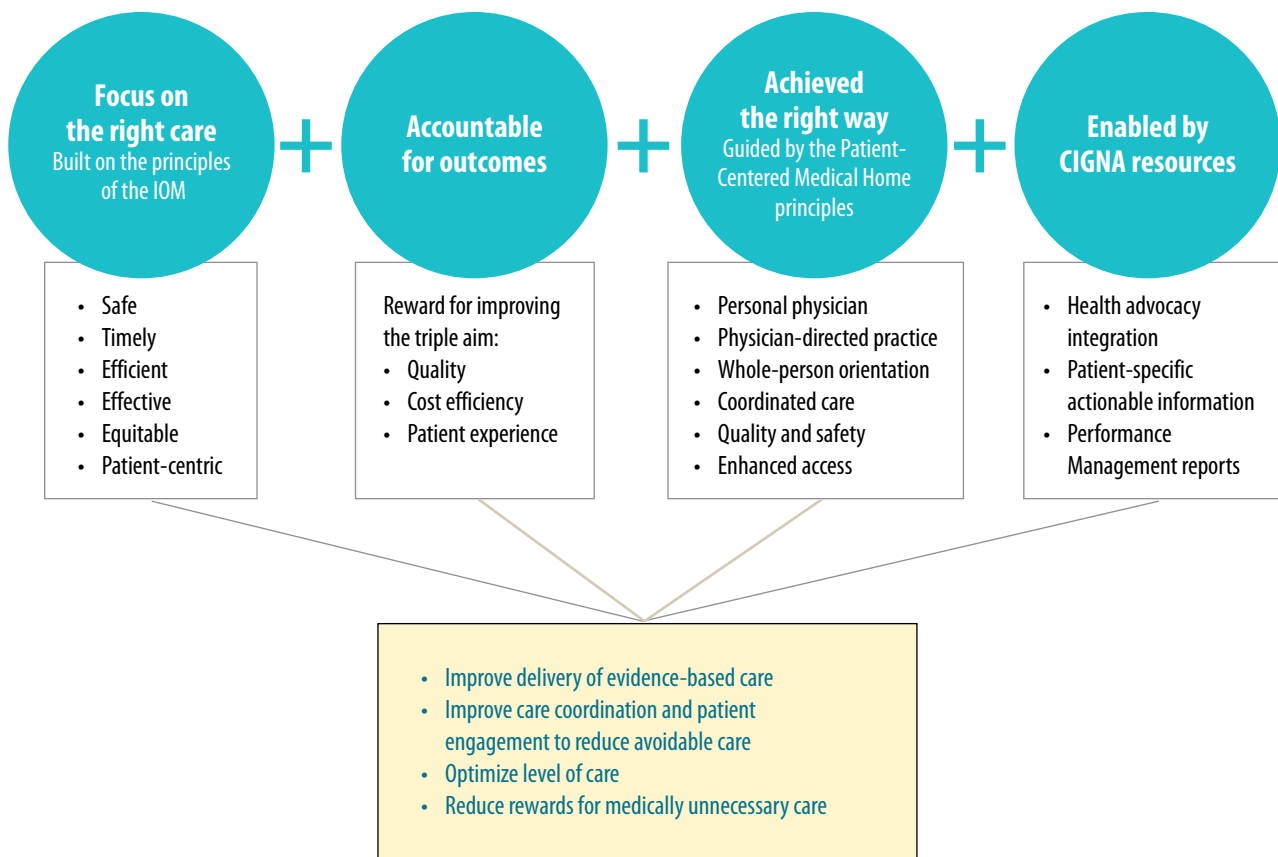 Focus on
the right care
Built on the principles
of the IOM
+
Accountable
for outcomes
+
Achieved
the right way
Guided by the Patient-
Centered Medical Home
principles
+
Enabled by
CIGNA resources
• Safe
• Timely
• Efficient
• Effective
• Equitable
• Patient-centric
Reward for improving
the triple aim:
• Quality
• Cost efficiency
• Patient experience
• Personal physician
• Physician-directed practice
• Whole-person orientation
• Coordinated care
• Quality and safety
• Enhanced access
• Health advocacy
integration
• Patient-specific
actionable information
• Performance
Management reports
• Improve delivery of evidence-based care
• Improve care coordination and patient
engagement to reduce avoidable care
• Optimize level of care
• Reduce rewards for medically unnecessary care